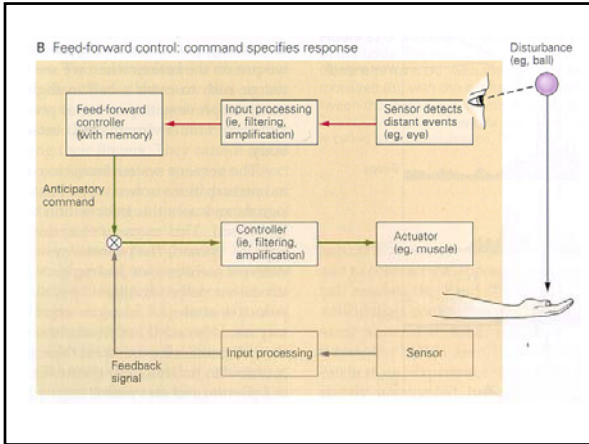 B Feed-forward control: command specifies response
Disturbance
(eg, ball)
Feed-forward
controller
(with memory)
Input processing
(ie, filtering,
amplification)
Sensor detects
distant events
(eg, eye)
Anticipatory
command
Controller
(ie, filtering,
amplification)
Actuator
(eg, muscle)
Feedback
signal
Input processing
Sensor